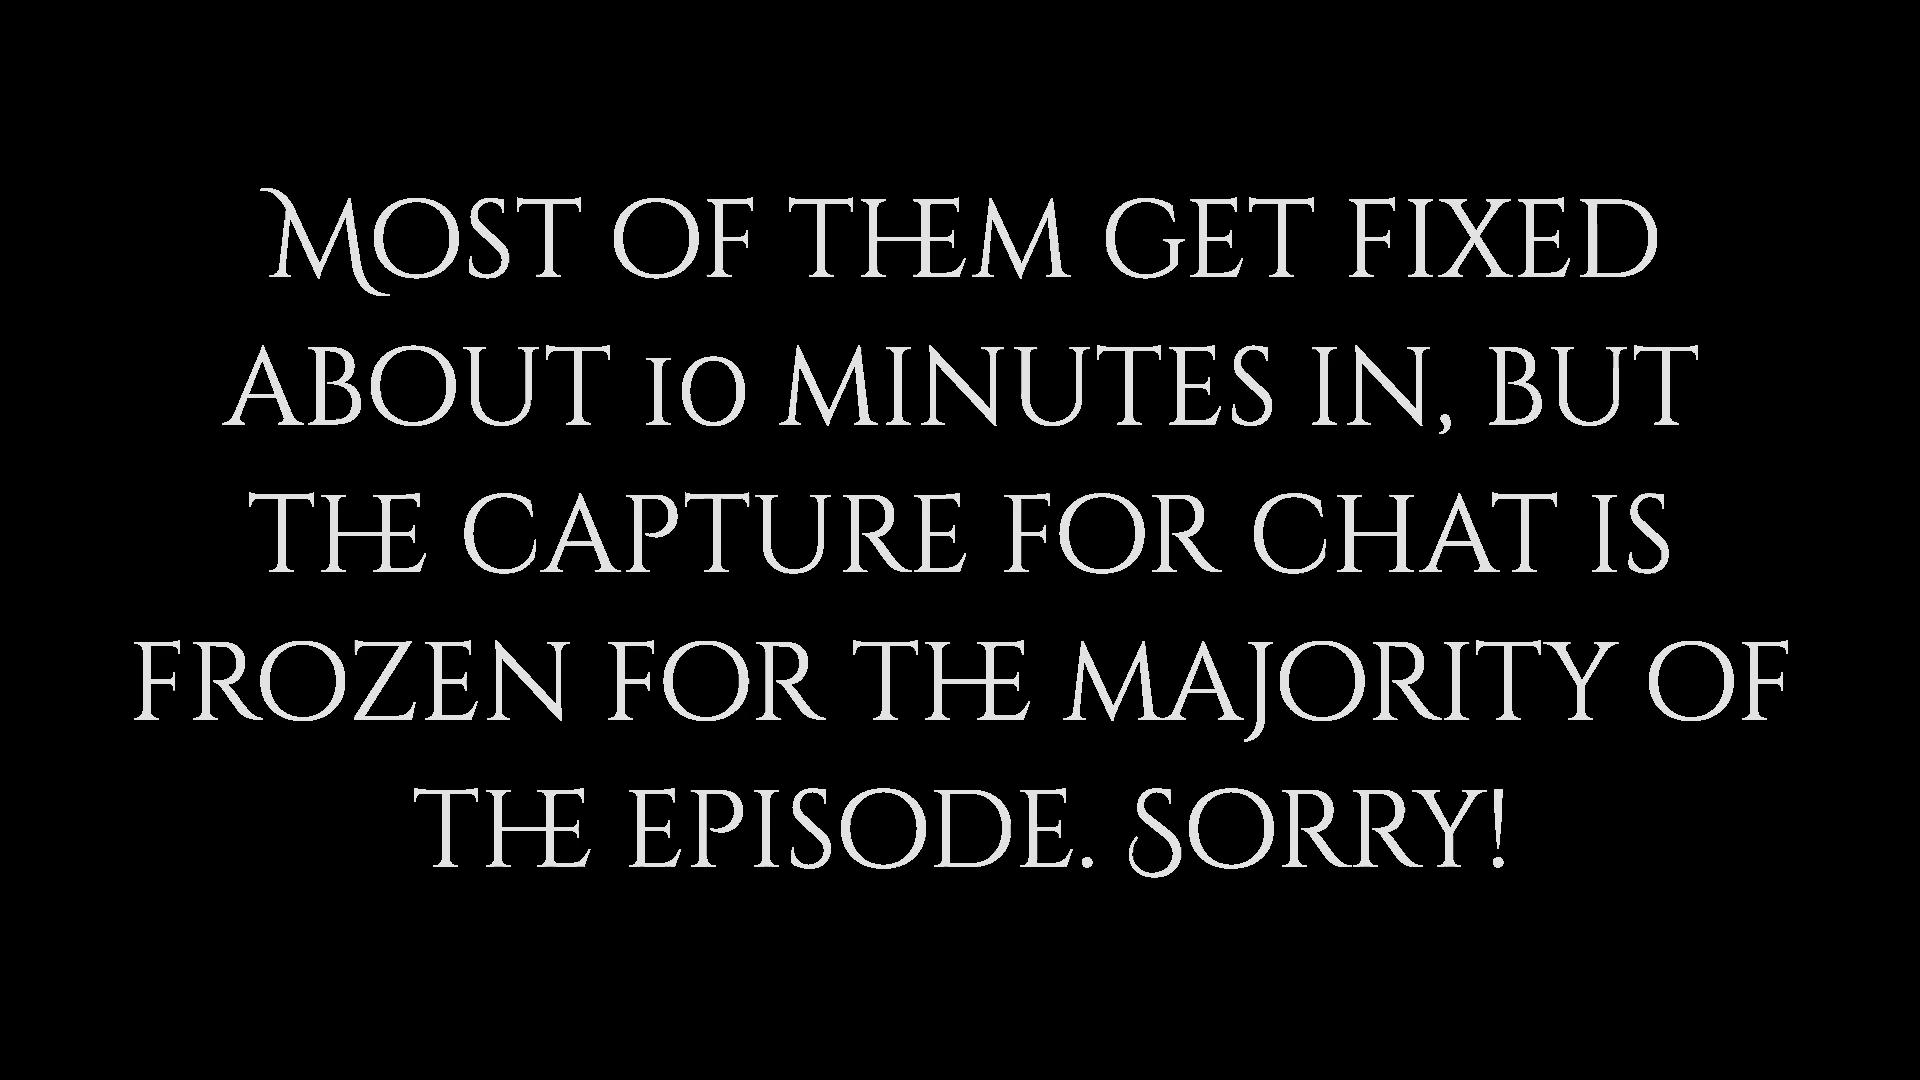 Most of them get fixed
about 10 minutes in, but
the capture for chat is
frozen for the majority of
the episode. Sorry!